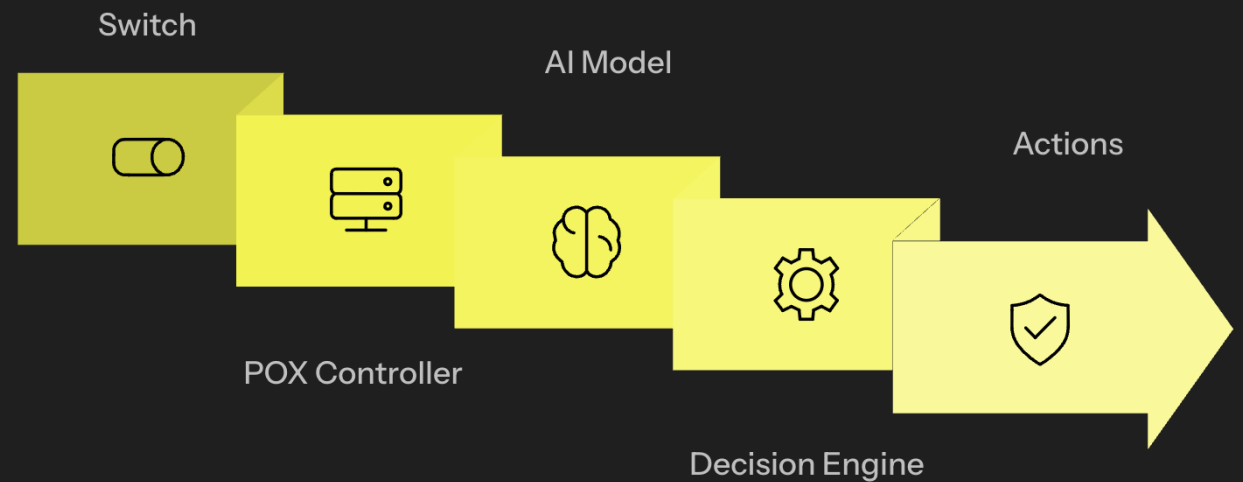 Switch
AI Model
Actions
POX Controller
Decision Engine